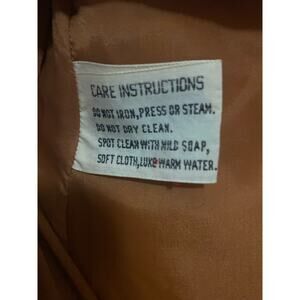 CARE INSTRUCTIONS
DO NOT IRON,PRESS OR STEAM.
DO NOT DRY CLEAN.
SPOT CLEAN WITH MILD SOAP,
SOFT CLOTH,LUKE WARM WATER.